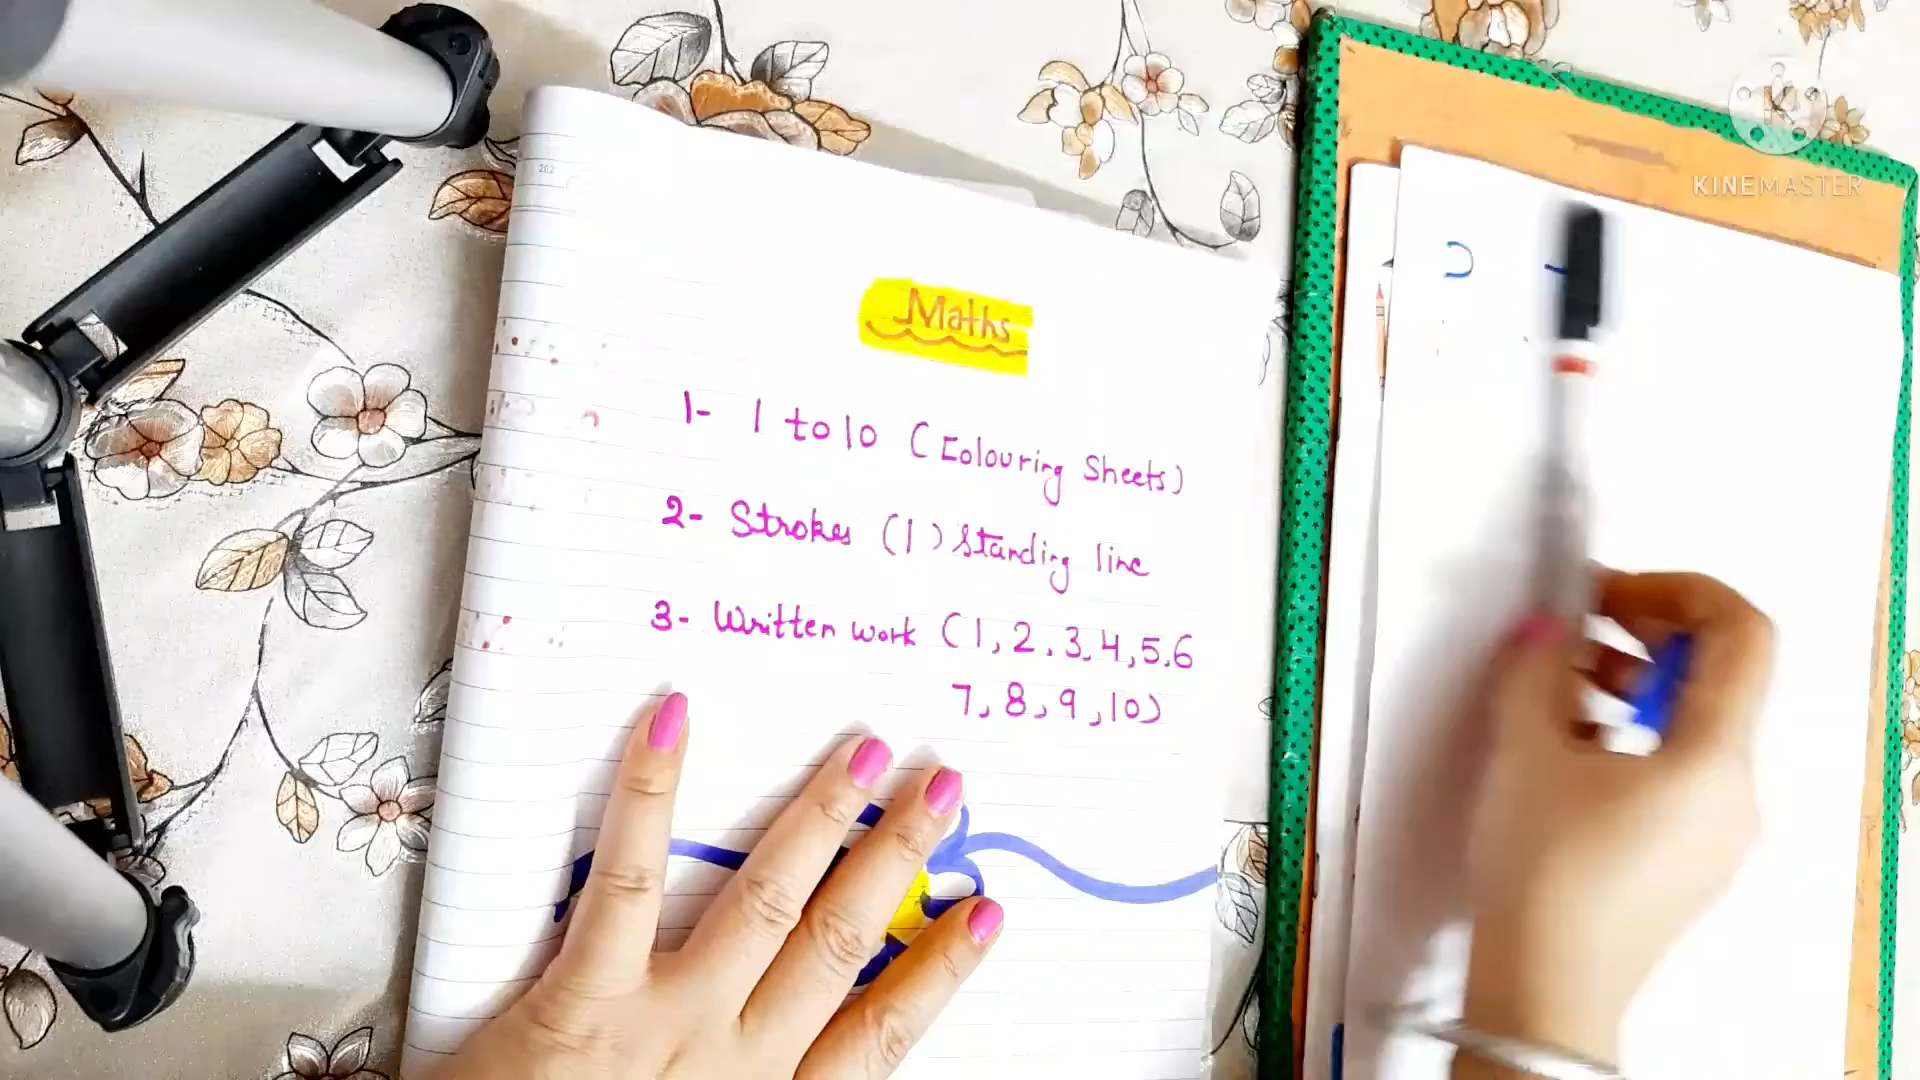 Maths
1- 1 to 10 (Colouring Sheets)
2- Strokes (1) Standing line
3- Written work (1, 2, 3, 4, 5, 6
7, 8, 9, 10)
KINEMASTER